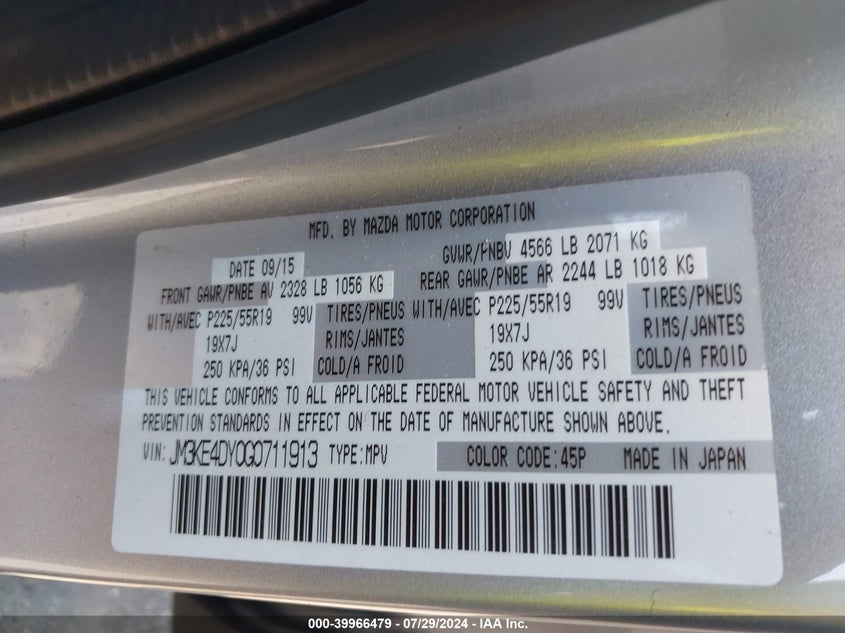 MFD. BY MAZDA MOTOR CORPORATION
DATE 09/15
GVWR/PNBV 4566 LB 2071 KG
FRONT GAWR/PNBE AV 2328 LB 1056 KG
REAR GAWR/PNBE AR 2244 LB 1018 KG
WITH/AVEC P225/55R19 99V TIRES/PNEUS WITH/AVEC P225/55R19 99V TIRES/PNEUS
19X7J RIMS/JANTES 19X7J RIMS/JANTES
250 KPA/36 PSI COLD/A FROID 250 KPA/36 PSI COLD/A FROID
THIS VEHICLE CONFORMS TO ALL APPLICABLE FEDERAL MOTOR VEHICLE SAFETY AND THEFT
PREVENTION STANDARDS IN EFFECT ON THE DATE OF MANUFACTURE SHOWN ABOVE.
VIN: JM3KE4DY0G0711913 TYPE:MPV COLOR CODE:45P MADE IN JAPAN
000-39966479 - 07/29/2024 - IAA Inc.